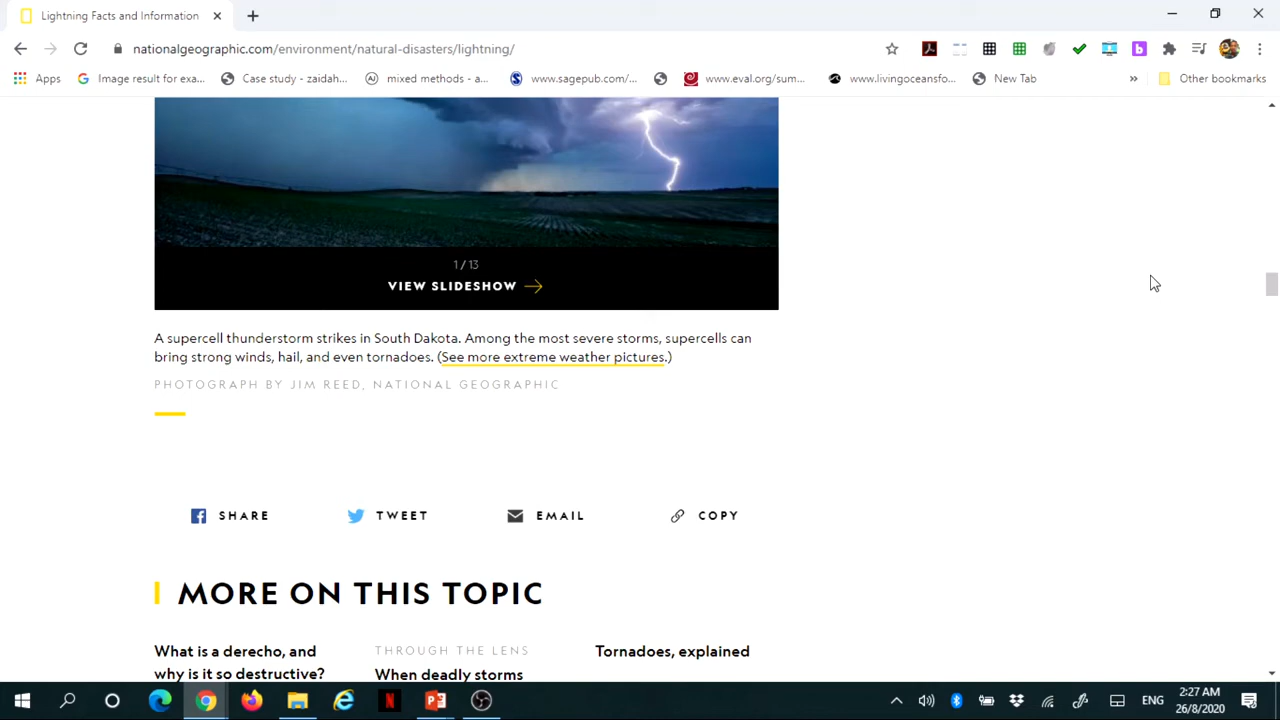 Lightning Facts and Information
nationalgeographic.com/environment/natural-disasters/lightning/
Apps
Image result for exa...
Case study - zaidah...
mixed methods - a...
www.sagepub.com/...
www.eval.org/sum...
www.livingoceansfo...
New Tab
»
Other bookmarks
1 / 13
VIEW SLIDESHOW
A supercell thunderstorm strikes in South Dakota. Among the most severe storms, supercells can
bring strong winds, hail, and even tornadoes. (See more extreme weather pictures.)
PHOTOGRAPH BY JIM REED, NATIONAL GEOGRAPHIC
SHARE
TWEET
EMAIL
COPY
MORE ON THIS TOPIC
What is a derecho, and
why is it so destructive?
THROUGH THE LENS
When deadly storms
Tornadoes, explained
ENG
2:27 AM
26/8/2020